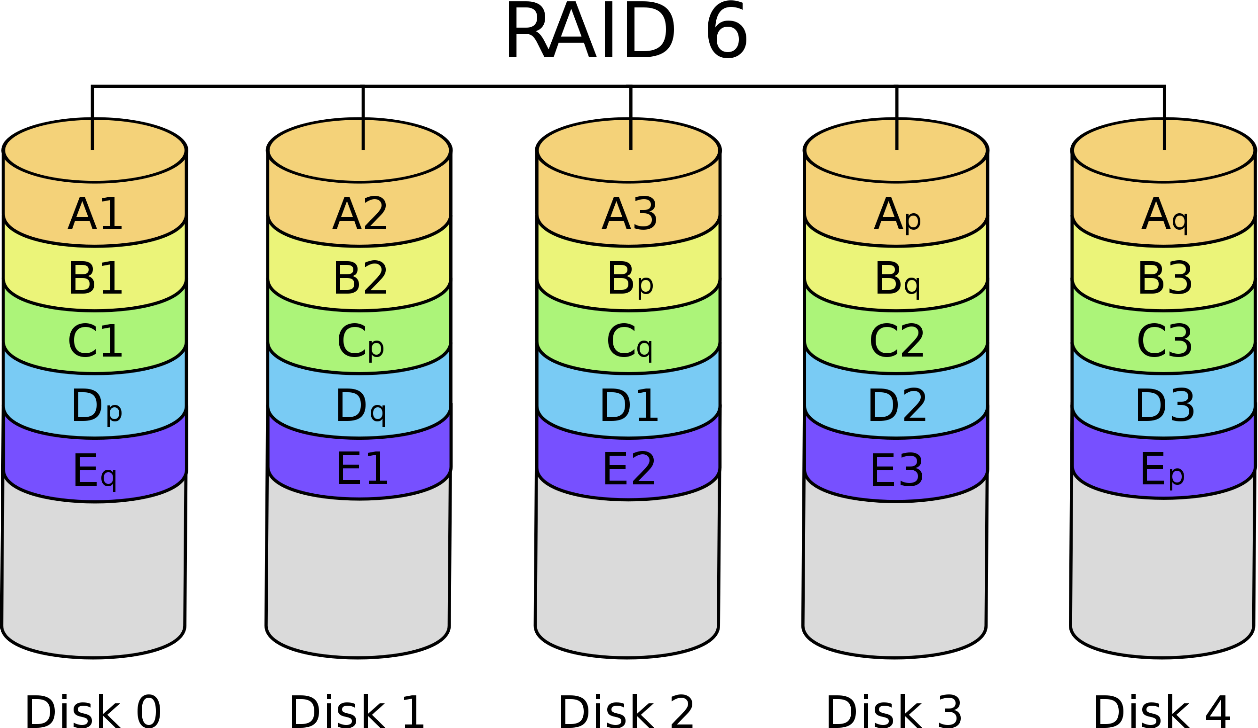 RAID 6
A1 A2 A3 Ap Aq
B1 B2 Bp Bq B3
C1 Cp Cq C2 C3
Dp Dq D1 D2 D3
Eq E1 E2 E3 Ep
Disk 0 Disk 1 Disk 2 Disk 3 Disk 4